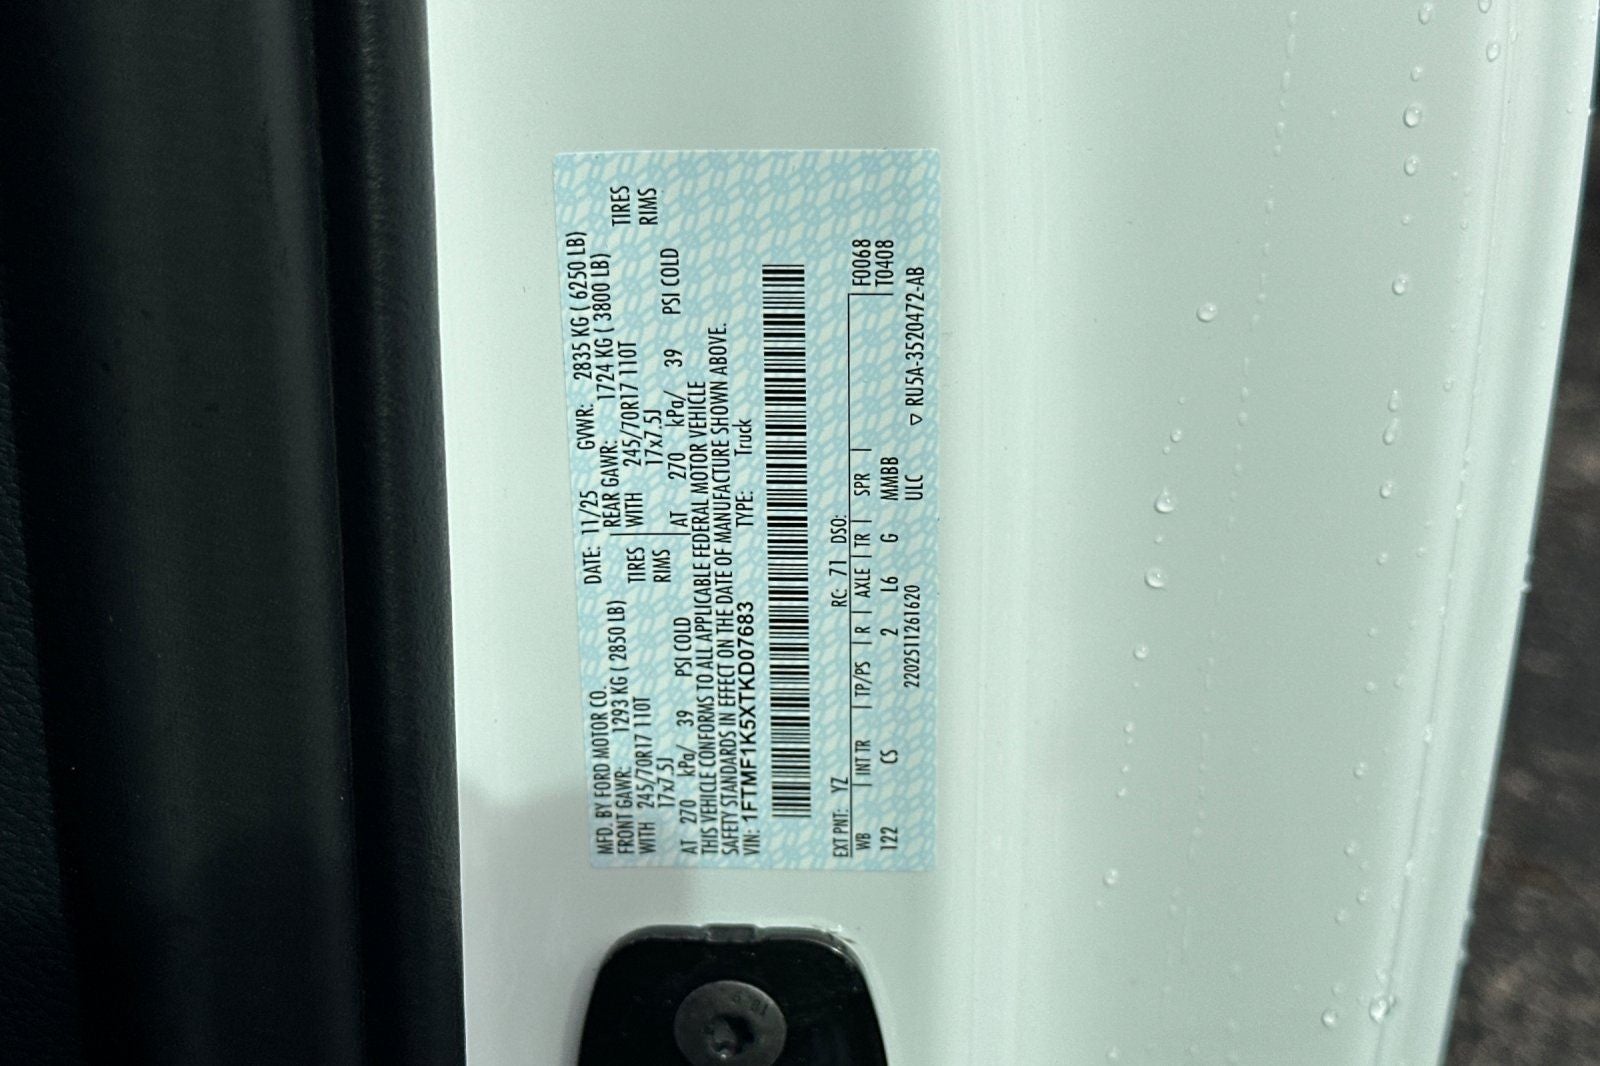 MFD. BY FORD MOTOR CO.  DATE: 11/25  GVWR: 2835 KG ( 6250 LB)
FRONT GAWR: 1293 KG ( 2850 LB)  REAR GAWR: 1724 KG ( 3800 LB)
WITH 245/70R17 110T TIRES  WITH 245/70R17 110T TIRES
17x7.5J RIMS  17x7.5J RIMS
AT 270 kPa/ 39 PSI COLD  AT 270 kPa/ 39 PSI COLD
THIS VEHICLE CONFORMS TO ALL APPLICABLE FEDERAL MOTOR VEHICLE
SAFETY STANDARDS IN EFFECT ON THE DATE OF MANUFACTURE SHOWN ABOVE.
VIN: 1FTMF1K5XTKD07683  TYPE: Truck
EXT PNT: YZ  RC: 71 DSO:  F0068
WB | INT TR | TP/PS | R | AXLE | TR | SPR | T0408
122 CS 2 L6 G MMBB
2202511261620 ULC ▽ RU5A-3520472-AB